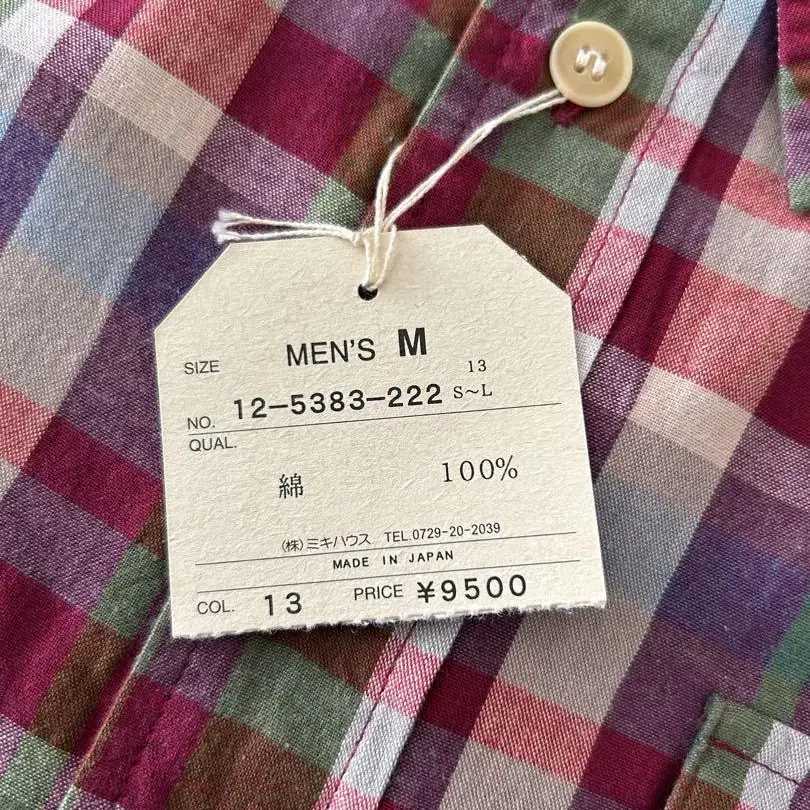 SIZE MEN'S M
13
NO. 12-5383-222 S~L
QUAL.
綿 100%
(株)ミキハウス TEL.0729-20-2039
MADE IN JAPAN
COL. 13 PRICE ¥9500